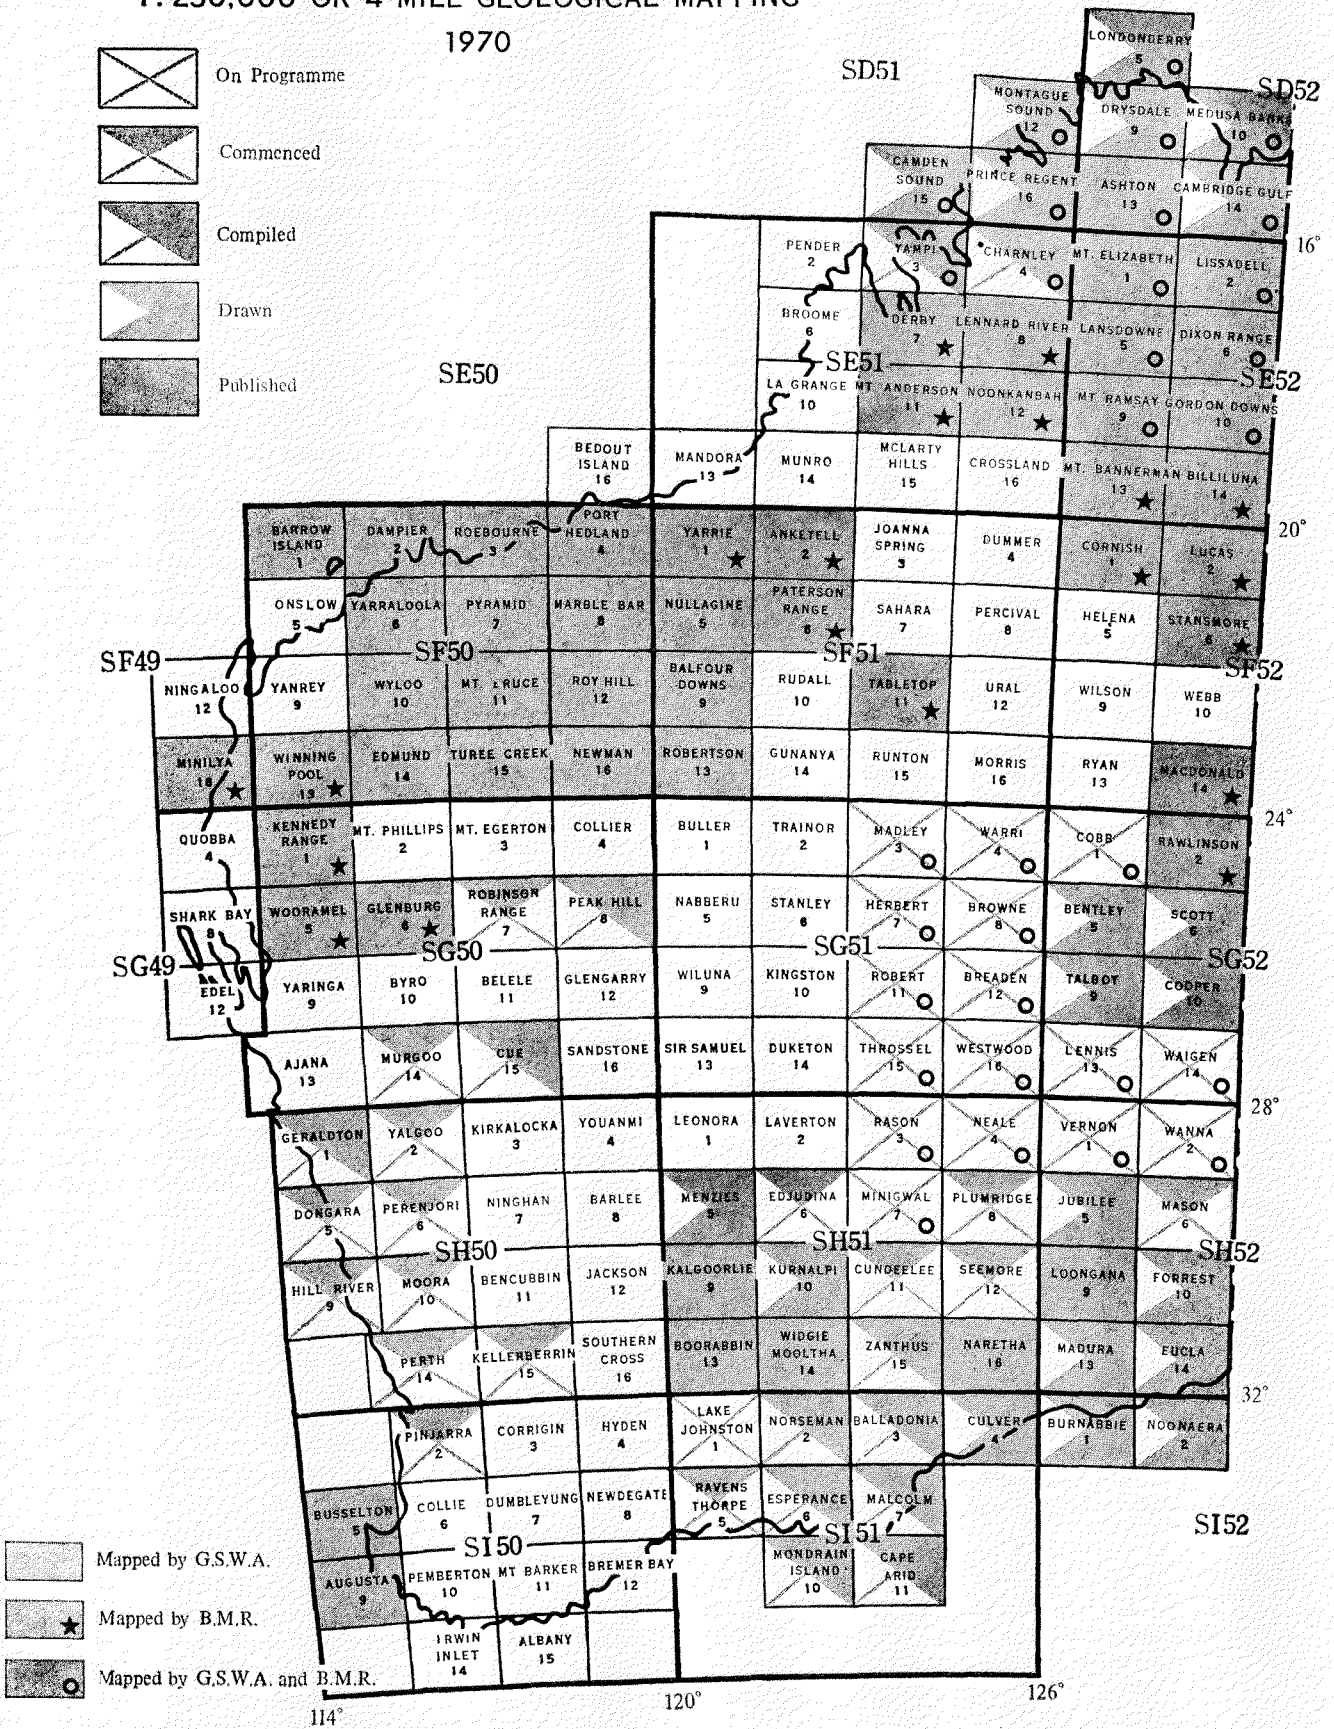 1:250,000 OR 4 MILE GEOLOGICAL MAPPING
1970
On Programme
Commenced
Compiled
Drawn
Published
SD51
SD52
SE50
SE51
SE52
LONDONDERRY
5
MONTAGUE
SOUND
12
DRYSDALE
9
MEDUSA BANKS
10
CAMDEN
SOUND
15
PRINCE REGENT
16
ASHTON
13
CAMBRIDGE GULF
14
16°
PENDER
2
YAMPI
3
CHARNLEY
4
MT. ELIZABETH
1
LISSADELL
2
BROOME
6
DERBY
7
LENNARD RIVER
8
LANSDOWNE
5
DIXON RANGE
6
LA GRANGE
10
MT ANDERSON
11
NOONKANBAH
12
MT RAMSAY
9
GORDON DOWNS
10
BEDOUT
ISLAND
16
MANDORA
13
MUNRO
14
MCLARTY
HILLS
15
CROSSLAND
16
MT. BANNERMAN
13
BILLILUNA
14
20°
BARROW
ISLAND
1
DAMPIER
2
ROEBOURNE
3
PORT
HEDLAND
4
YARRIE
1
ANKETELL
2
JOANNA
SPRING
3
DUMMER
4
CORNISH
1
LUCAS
2
ONSLOW
5
YARRALOOLA
6
PYRAMID
7
MARBLE BAR
8
NULLAGINE
5
PATERSON
RANGE
6
SAHARA
7
PERCIVAL
8
HELENA
5
STANSMORE
6
SF49
SF50
SF51
SF52
NINGALOO
12
YANREY
9
WYLOO
10
MT. BRUCE
11
ROY HILL
12
BALFOUR
DOWNS
9
RUDALL
10
TABLETOP
11
URAL
12
WILSON
9
WEBB
10
MINILYA
16
WINNING
POOL
13
EDMUND
14
TUREE CREEK
15
NEWMAN
16
ROBERTSON
13
GUNANYA
14
RUNTON
15
MORRIS
16
RYAN
13
MACDONALD
14
24°
QUOBBA
4
KENNEDY
RANGE
1
MT. PHILLIPS
2
MT. EGERTON
3
COLLIER
4
BULLER
1
TRAINOR
2
MADLEY
3
WARRI
4
COBB
1
RAWLINSON
2
SHARK BAY
8
WOORAMEL
5
GLENBURG
6
ROBINSON
RANGE
7
PEAK HILL
8
NABBERU
5
STANLEY
6
HERBERT
7
BROWNE
8
BENTLEY
5
SCOTT
6
SG49
SG50
SG51
SG52
EDEL
12
YARINGA
9
BYRO
10
BELELE
11
GLENGARRY
12
WILUNA
9
KINGSTON
10
ROBERT
11
BREADEN
12
TALBOT
9
COOPER
10
AJANA
13
MURGOO
14
CUE
15
SANDSTONE
16
SIR SAMUEL
13
DUKETON
14
THROSSEL
15
WESTWOOD
16
LENNIS
13
WAIGEN
14
28°
GERALDTON
1
YALGOO
2
KIRKALOCKA
3
YOUANMI
4
LEONORA
1
LAVERTON
2
RASON
3
NEALE
4
VERNON
1
WANNA
2
DONGARA
5
PERENJORI
6
NINGHAN
7
BARLEE
8
MENZIES
5
EDJUDINA
6
MINIGWAL
7
PLUMRIDGE
8
JUBILEE
5
MASON
6
SH50
SH51
SH52
HILL RIVER
9
MOORA
10
BENCUBBIN
11
JACKSON
12
KALGOORLIE
9
KURNALPI
10
CUNDEELEE
11
SEEMORE
12
LOONGANA
9
FORREST
10
PERTH
14
KELLERBERRIN
15
SOUTHERN
CROSS
16
BOORABBIN
13
WIDGIE
MOOLTHA
14
ZANTHUS
15
NARETHA
16
MADURA
13
EUCLA
14
32°
PINJARRA
2
CORRIGIN
3
HYDEN
4
LAKE
JOHNSTON
1
NORSEMAN
2
BALLADONIA
3
CULVER
4
BURNABBIE
1
NOONAERA
2
BUSSELTON
5
COLLIE
6
DUMBLEYUNG
7
NEWDEGATE
8
RAVENS
THORPE
5
ESPERANCE
6
MALCOLM
7
SI50
SI51
SI52
AUGUSTA
9
PEMBERTON
10
MT BARKER
11
BREMER BAY
12
MONDRAIN
ISLAND
10
CAPE
ARID
11
IRWIN
INLET
14
ALBANY
15
Mapped by G.S.W.A.
Mapped by B.M.R.
Mapped by G.S.W.A. and B.M.R.
114°
120°
126°